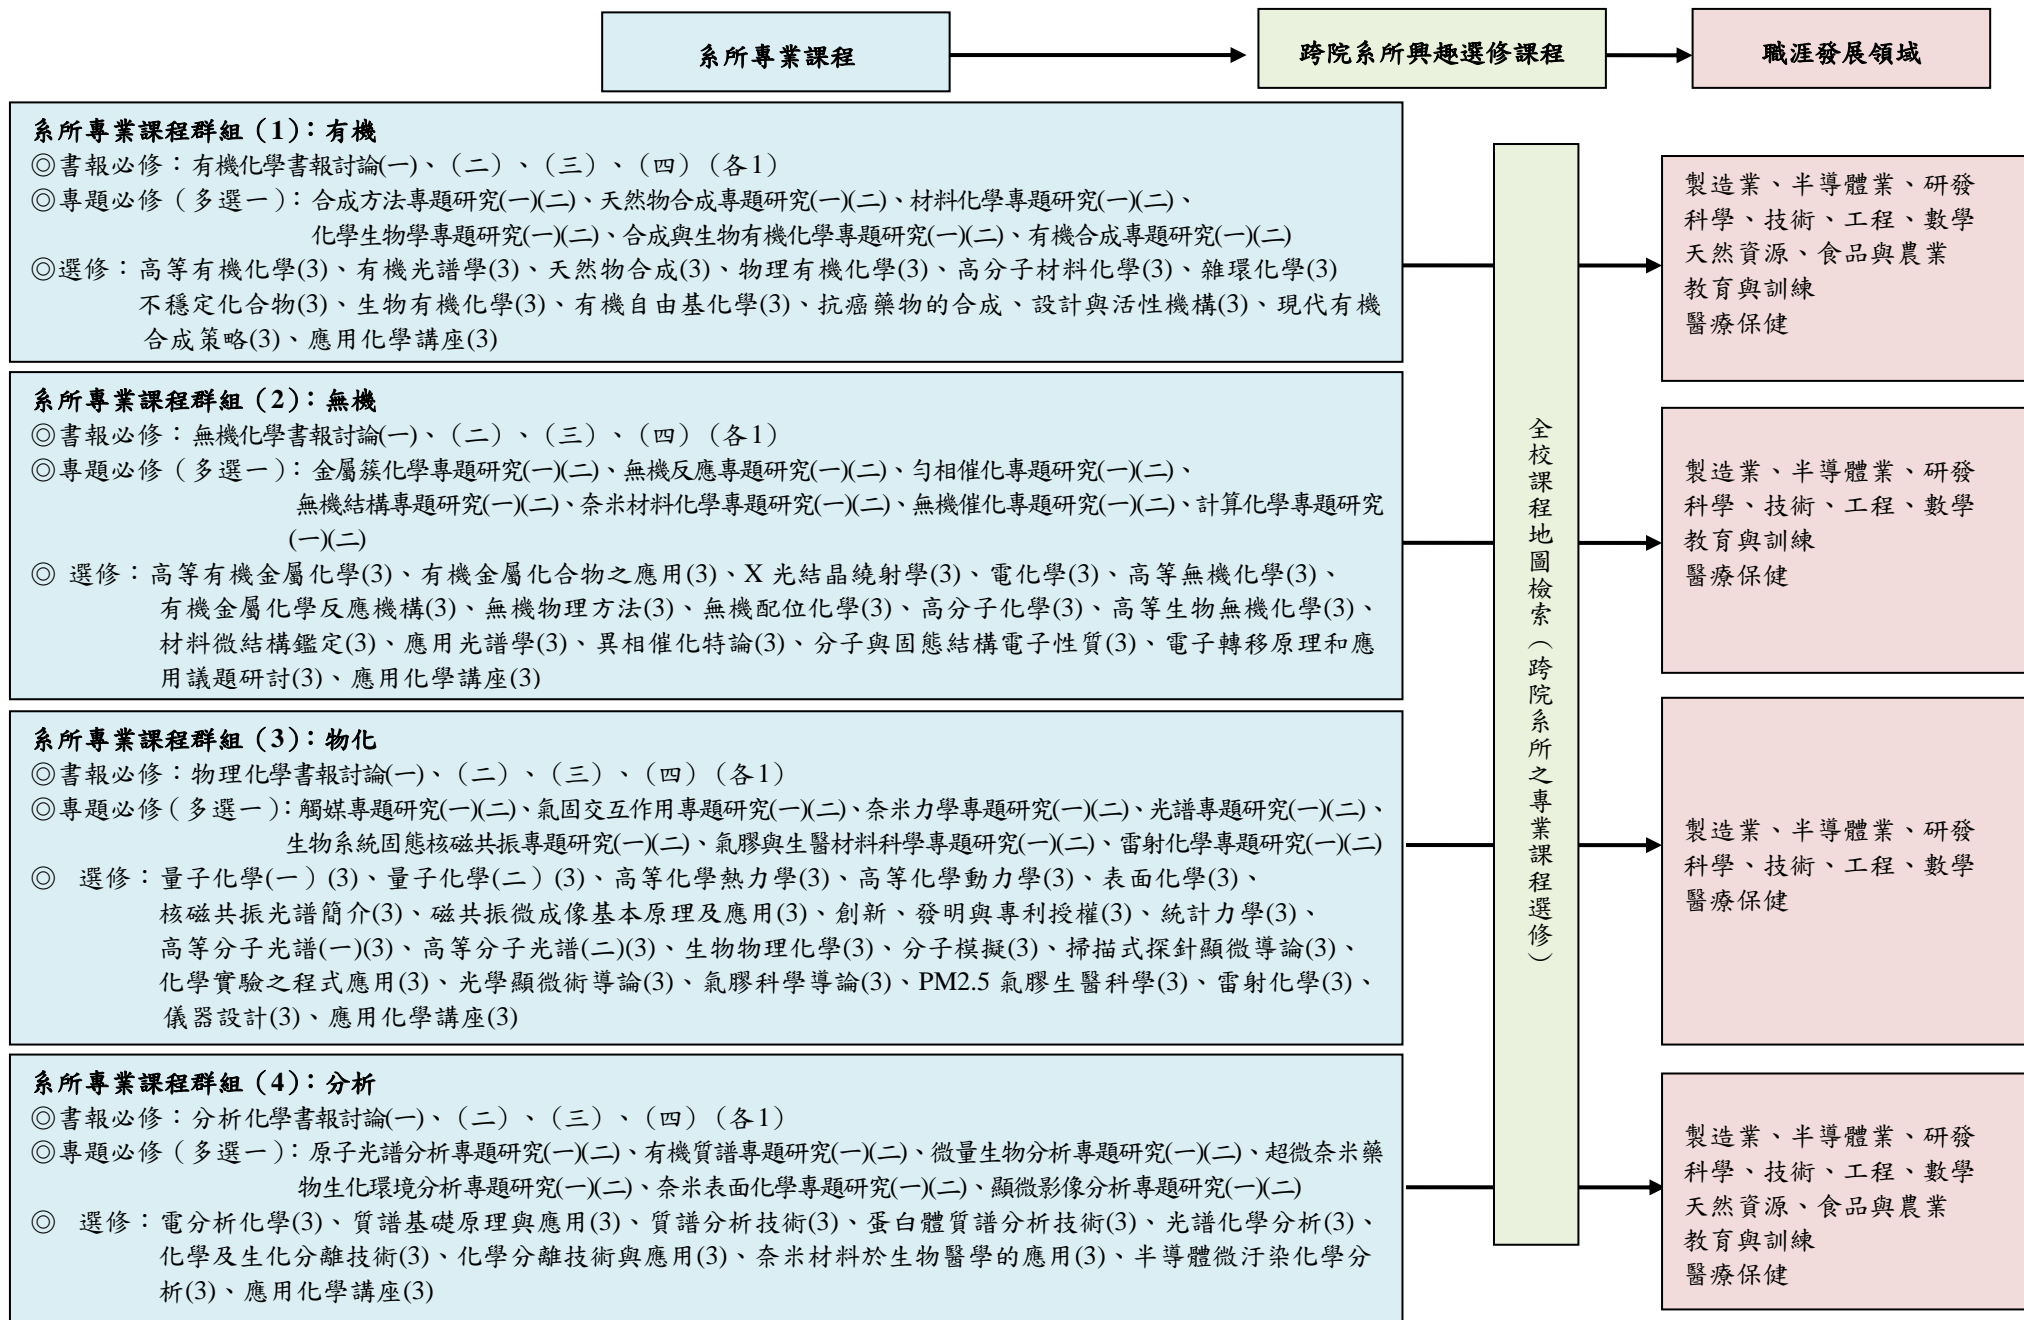 系所專業課程
跨院系所興趣選修課程
職涯發展領域
系所專業課程群組（1）：有機
◎書報必修：有機化學書報討論(一)、（二）、（三）、（四）（各1）
◎專題必修（多選一）：合成方法專題研究(一)(二)、天然物合成專題研究(一)(二)、材料化學專題研究(一)(二)、
化學生物學專題研究(一)(二)、合成與生物有機化學專題研究(一)(二)、有機合成專題研究(一)(二)
◎選修：高等有機化學(3)、有機光譜學(3)、天然物合成(3)、物理有機化學(3)、高分子材料化學(3)、雜環化學(3)
不穩定化合物(3)、生物有機化學(3)、有機自由基化學(3)、抗癌藥物的合成、設計與活性機構(3)、現代有機
合成策略(3)、應用化學講座(3)
製造業、半導體業、研發
科學、技術、工程、數學
天然資源、食品與農業
教育與訓練
醫療保健
系所專業課程群組（2）：無機
◎書報必修：無機化學書報討論(一)、（二）、（三）、（四）（各1）
◎專題必修（多選一）：金屬簇化學專題研究(一)(二)、無機反應專題研究(一)(二)、勻相催化專題研究(一)(二)、
無機結構專題研究(一)(二)、奈米材料化學專題研究(一)(二)、無機催化專題研究(一)(二)、計算化學專題研究
(一)(二)
◎ 選修：高等有機金屬化學(3)、有機金屬化合物之應用(3)、X 光結晶繞射學(3)、電化學(3)、高等無機化學(3)、
有機金屬化學反應機構(3)、無機物理方法(3)、無機配位化學(3)、高分子化學(3)、高等生物無機化學(3)、
材料微結構鑑定(3)、應用光譜學(3)、異相催化特論(3)、分子與固態結構電子性質(3)、電子轉移原理和應
用議題研討(3)、應用化學講座(3)
製造業、半導體業、研發
科學、技術、工程、數學
教育與訓練
醫療保健
全校課程地圖檢索（跨院系所之專業課程選修）
系所專業課程群組（3）：物化
◎書報必修：物理化學書報討論(一)、（二）、（三）、（四）（各1）
◎專題必修（多選一）：觸媒專題研究(一)(二)、氣固交互作用專題研究(一)(二)、奈米力學專題研究(一)(二)、光譜專題研究(一)(二)、
生物系統固態核磁共振專題研究(一)(二)、氣膠與生醫材料科學專題研究(一)(二)、雷射化學專題研究(一)(二)
◎ 選修：量子化學(一）(3)、量子化學(二）(3)、高等化學熱力學(3)、高等化學動力學(3)、表面化學(3)、
核磁共振光譜簡介(3)、磁共振微成像基本原理及應用(3)、創新、發明與專利授權(3)、統計力學(3)、
高等分子光譜(一)(3)、高等分子光譜(二)(3)、生物物理化學(3)、分子模擬(3)、掃描式探針顯微導論(3)、
化學實驗之程式應用(3)、光學顯微術導論(3)、氣膠科學導論(3)、PM2.5 氣膠生醫科學(3)、雷射化學(3)、
儀器設計(3)、應用化學講座(3)
製造業、半導體業、研發
科學、技術、工程、數學
醫療保健
系所專業課程群組（4）：分析
◎書報必修：分析化學書報討論(一)、（二）、（三）、（四）（各1）
◎專題必修（多選一）：原子光譜分析專題研究(一)(二)、有機質譜專題研究(一)(二)、微量生物分析專題研究(一)(二)、超微奈米藥
物生化環境分析專題研究(一)(二)、奈米表面化學專題研究(一)(二)、顯微影像分析專題研究(一)(二)
◎ 選修：電分析化學(3)、質譜基礎原理與應用(3)、質譜分析技術(3)、蛋白體質譜分析技術(3)、光譜化學分析(3)、
化學及生化分離技術(3)、化學分離技術與應用(3)、奈米材料於生物醫學的應用(3)、半導體微汙染化學分
析(3)、應用化學講座(3)
製造業、半導體業、研發
科學、技術、工程、數學
天然資源、食品與農業
教育與訓練
醫療保健